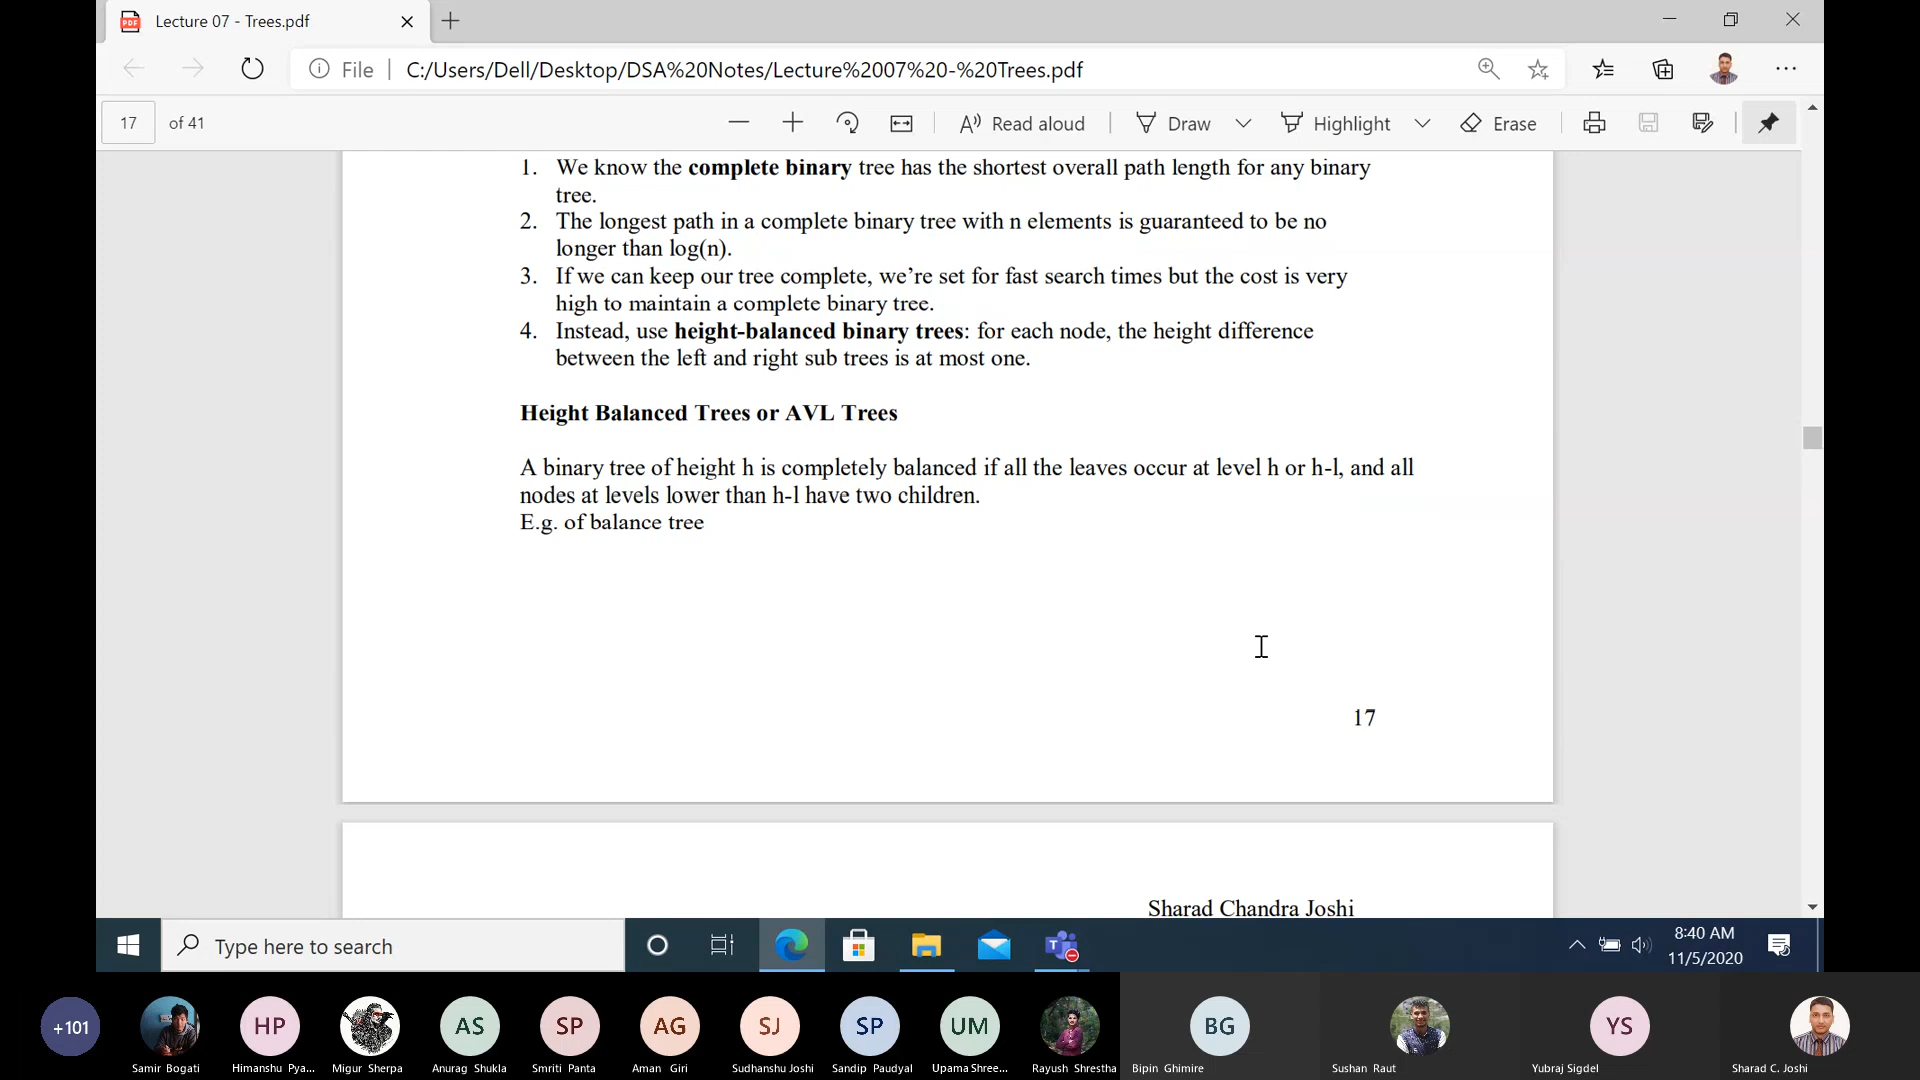 Lecture 07 - Trees.pdf
File
C:/Users/Dell/Desktop/DSA%20Notes/Lecture%2007%20-%20Trees.pdf
17 of 41
Read aloud
Draw
Highlight
Erase
1. We know the complete binary tree has the shortest overall path length for any binary
tree.
2. The longest path in a complete binary tree with n elements is guaranteed to be no
longer than log(n).
3. If we can keep our tree complete, we’re set for fast search times but the cost is very
high to maintain a complete binary tree.
4. Instead, use height-balanced binary trees: for each node, the height difference
between the left and right sub trees is at most one.
Height Balanced Trees or AVL Trees
A binary tree of height h is completely balanced if all the leaves occur at level h or h-l, and all
nodes at levels lower than h-l have two children.
E.g. of balance tree
17
Sharad Chandra Joshi
Type here to search
8:40 AM
11/5/2020
+101
HP
AS
SP
AG
SJ
SP
UM
BG
YS
Samir Bogati
Himanshu Pya...
Migur Sherpa
Anurag Shukla
Smriti Panta
Aman Giri
Sudhanshu Joshi
Sandip Paudyal
Upama Shree...
Rayush Shrestha
Bipin Ghimire
Sushan Raut
Yubraj Sigdel
Sharad C. Joshi